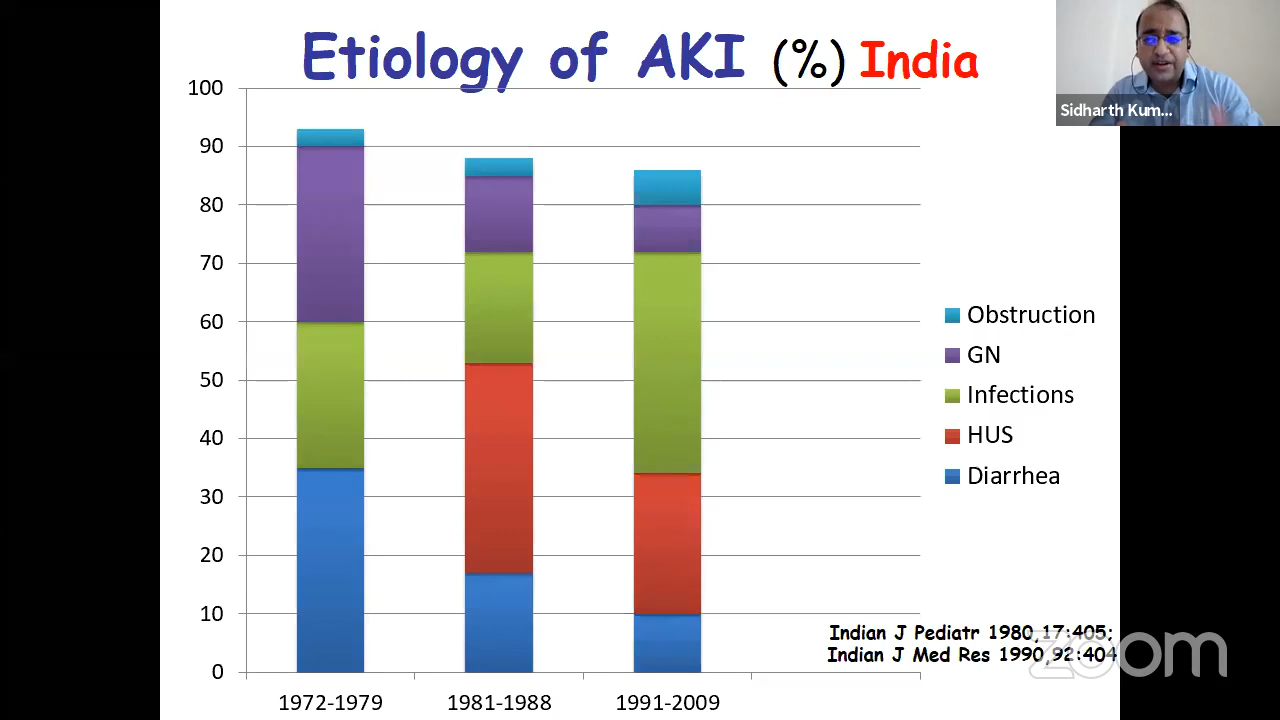 Etiology of AKI (%) India
Sidharth Kum...
100
90
80
70
60
50
40
30
20
10
0
1972-1979
1981-1988
1991-2009
Obstruction
GN
Infections
HUS
Diarrhea
Indian J Pediatr 1980,17:405;
Indian J Med Res 1990,92:404
zoom